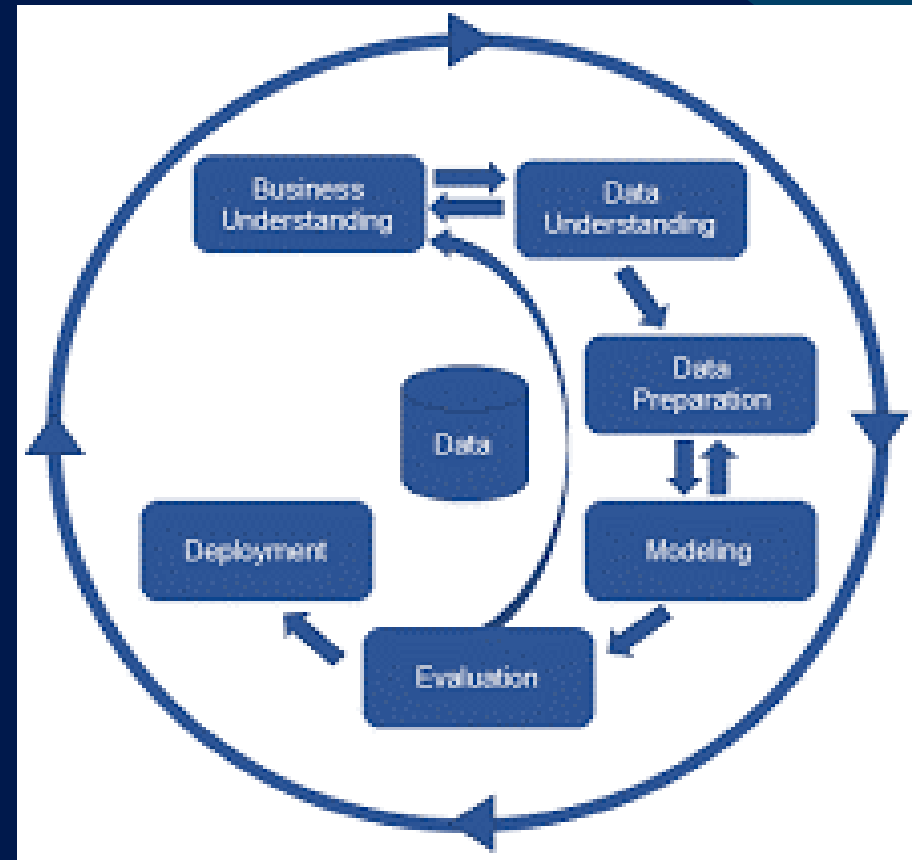 Business
Understanding
Data
Understanding
Data
Preparation
Data
Modeling
Deployment
Evaluation